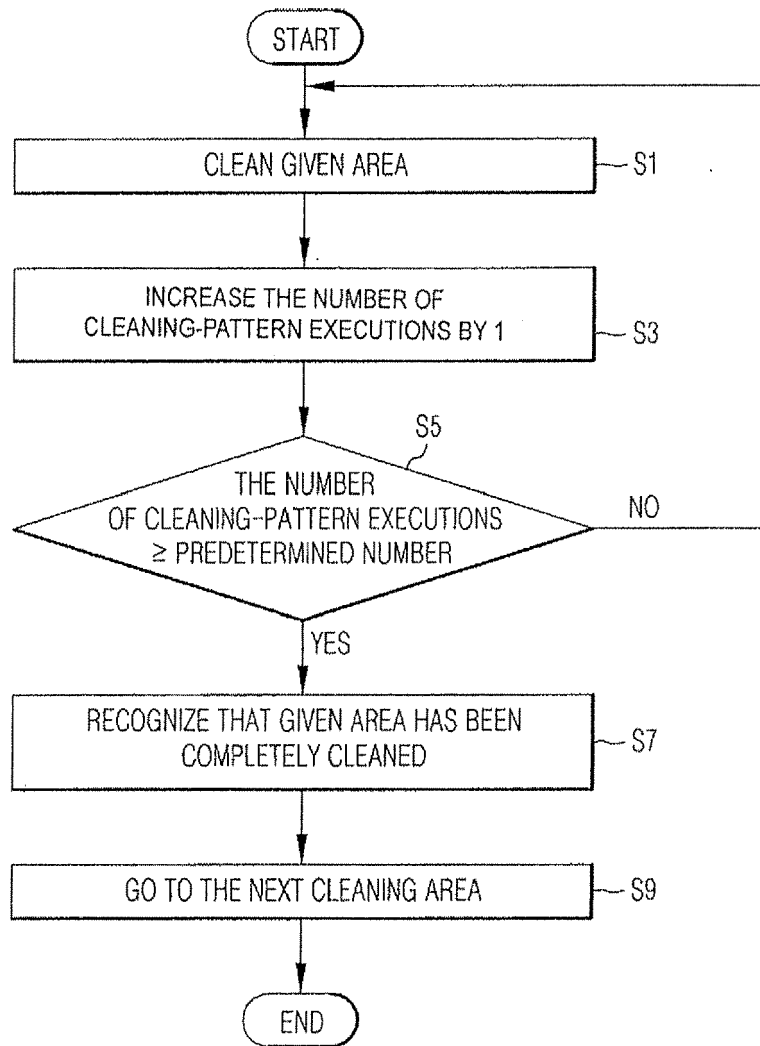 START
CLEAN GIVEN AREA
S1
INCREASE THE NUMBER OF
CLEANING-PATTERN EXECUTIONS BY 1
S3
S5
THE NUMBER
OF CLEANING-PATTERN EXECUTIONS
≥ PREDETERMINED NUMBER
NO
YES
RECOGNIZE THAT GIVEN AREA HAS BEEN
COMPLETELY CLEANED
S7
GO TO THE NEXT CLEANING AREA
S9
END